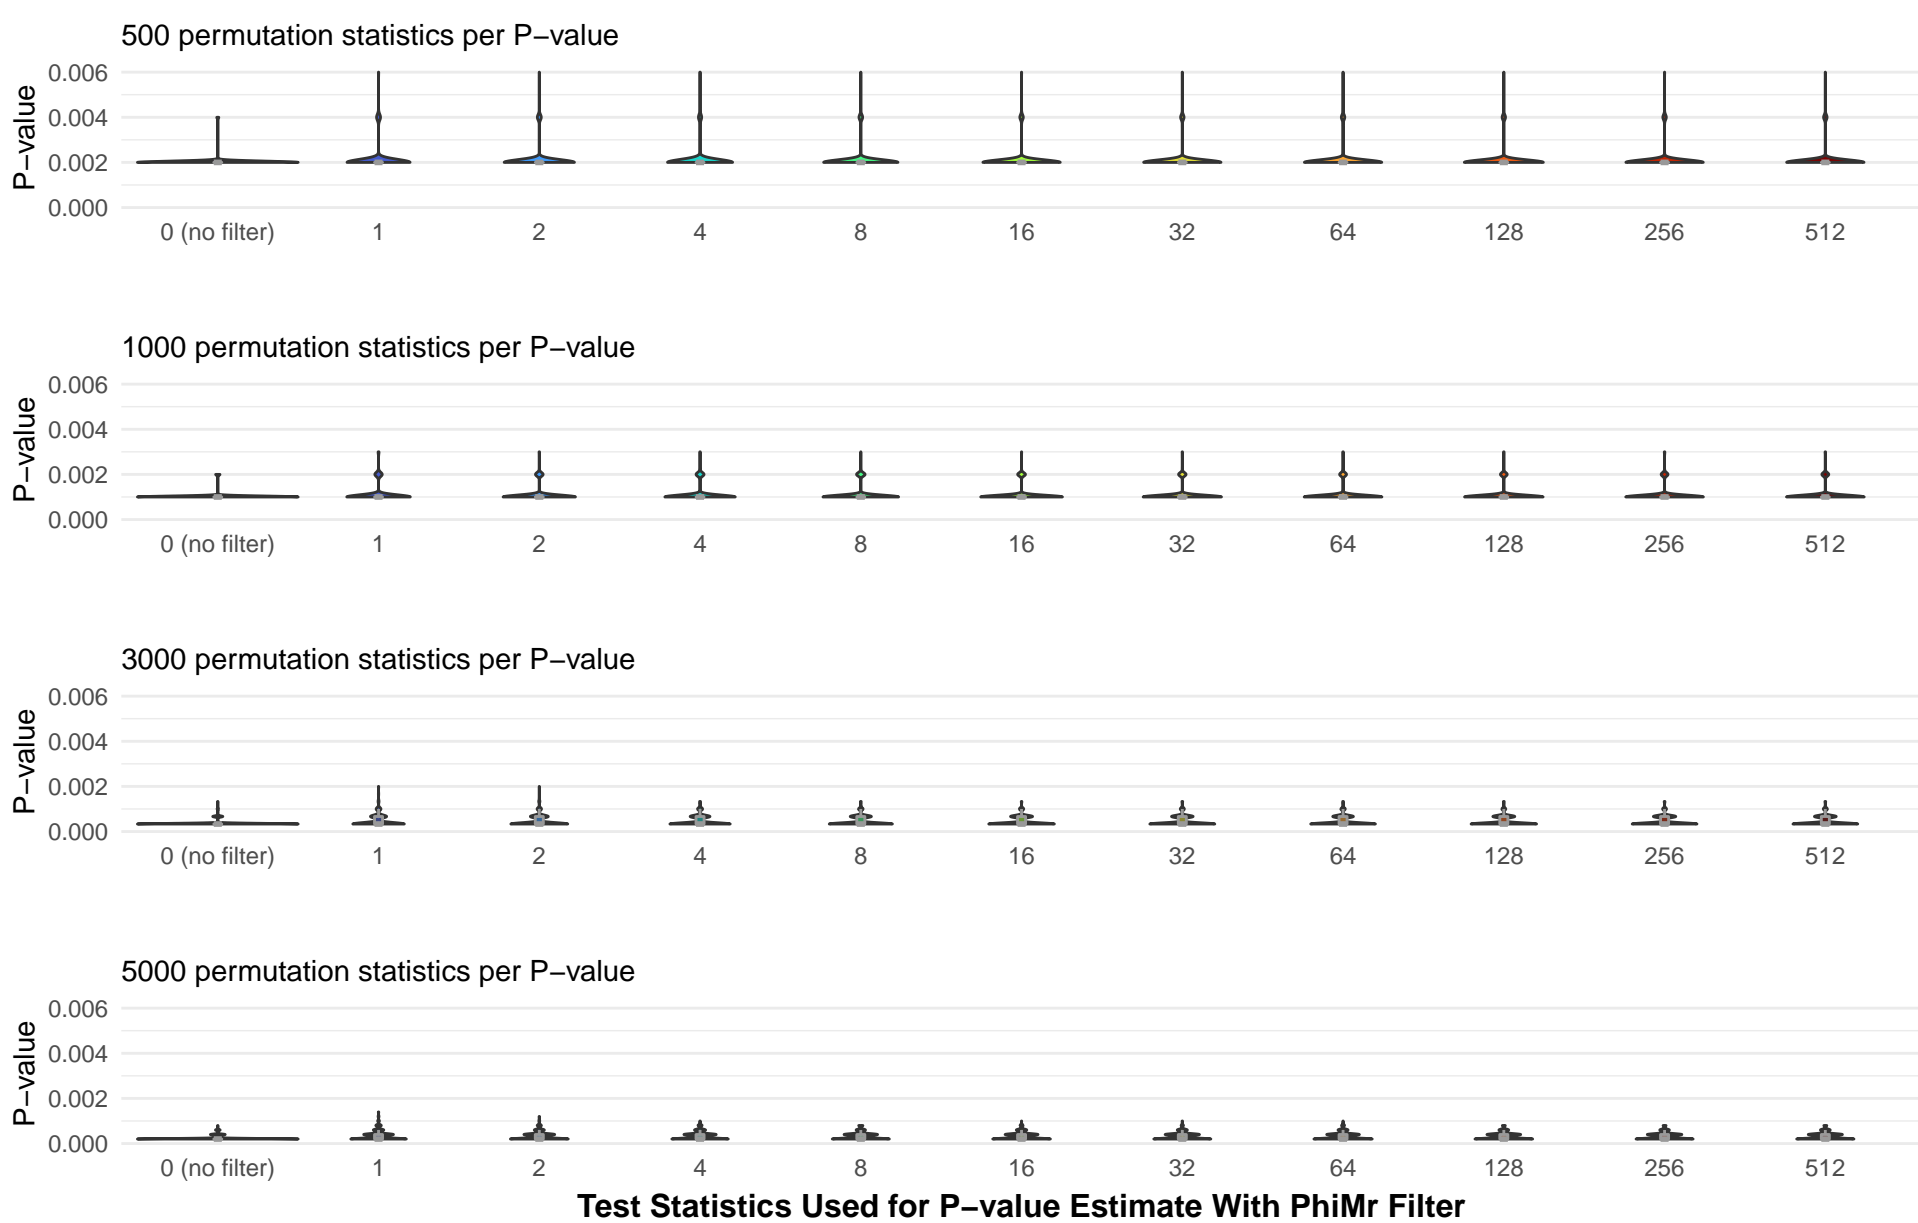 500 permutation statistics per P−value
P−value
0.006
0.004
0.002
0.000
0 (no filter) 1 2 4 8 16 32 64 128 256 512
1000 permutation statistics per P−value
P−value
0.006
0.004
0.002
0.000
0 (no filter) 1 2 4 8 16 32 64 128 256 512
3000 permutation statistics per P−value
P−value
0.006
0.004
0.002
0.000
0 (no filter) 1 2 4 8 16 32 64 128 256 512
5000 permutation statistics per P−value
P−value
0.006
0.004
0.002
0.000
0 (no filter) 1 2 4 8 16 32 64 128 256 512
Test Statistics Used for P−value Estimate With PhiMr Filter